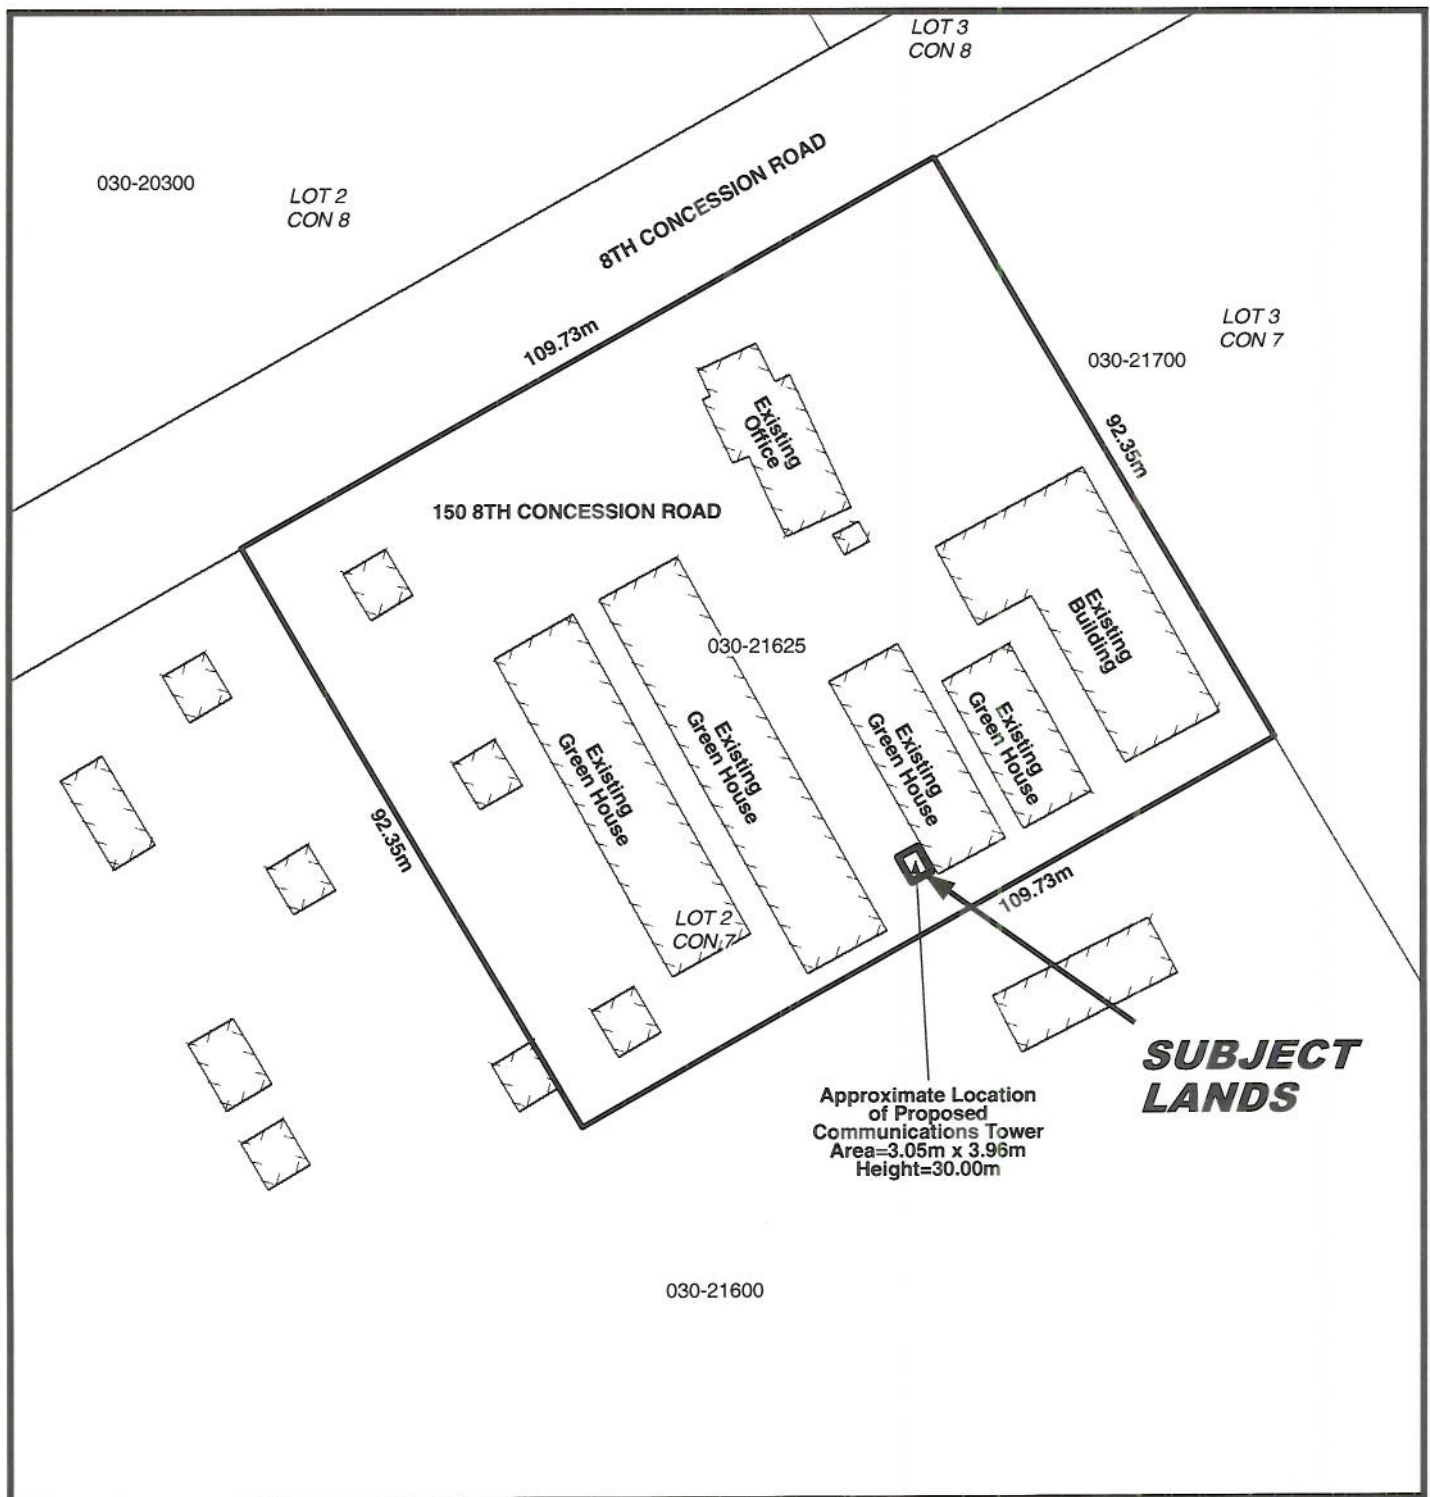 LOT 3
CON 8
030-20300
LOT 2
CON 8
8TH CONCESSION ROAD
109.73m
LOT 3
CON 7
030-21700
92.35m
Existing
Office
150 8TH CONCESSION ROAD
030-21625
Existing
Building
Existing
Green House
Existing
Green House
Existing
Green House
Existing
Green House
92.35m
109.73m
LOT 2
CON 7
SUBJECT
LANDS
Approximate Location
of Proposed
Communications Tower
Area=3.05m x 3.96m
Height=30.00m
030-21600